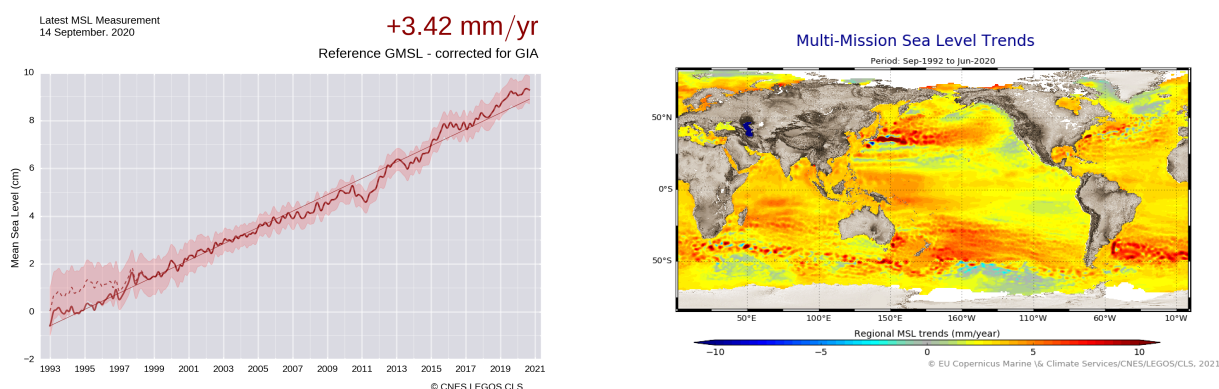 Latest MSL Measurement
14 September. 2020
+3.42 mm/yr
Reference GMSL - corrected for GIA
Mean Sea Level (cm)
10
8
6
4
2
0
−2
1993 1995 1997 1999 2001 2003 2005 2007 2009 2011 2013 2015 2017 2019 2021
© CNES LEGOS CLS
Multi-Mission Sea Level Trends
Period: Sep-1992 to Jun-2020
50°N
0°S
50°S
50°E 100°E 150°E 160°W 110°W 60°W 10°W
Regional MSL trends (mm/year)
−10 −5 0 5 10
© EU Copernicus Marine \& Climate Services/CNES/LEGOS/CLS, 2021